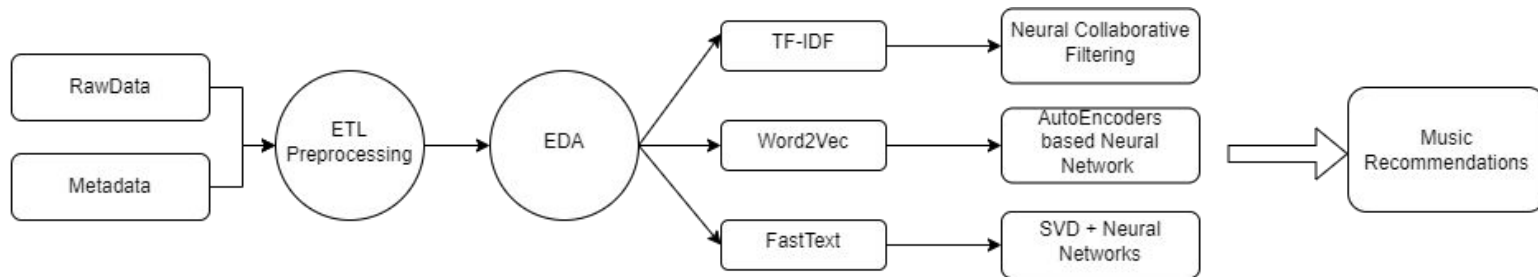 RawData
Metadata
ETL
Preprocessing
EDA
TF-IDF
Word2Vec
FastText
Neural Collaborative
Filtering
AutoEncoders
based Neural
Network
SVD + Neural
Networks
Music
Recommendations